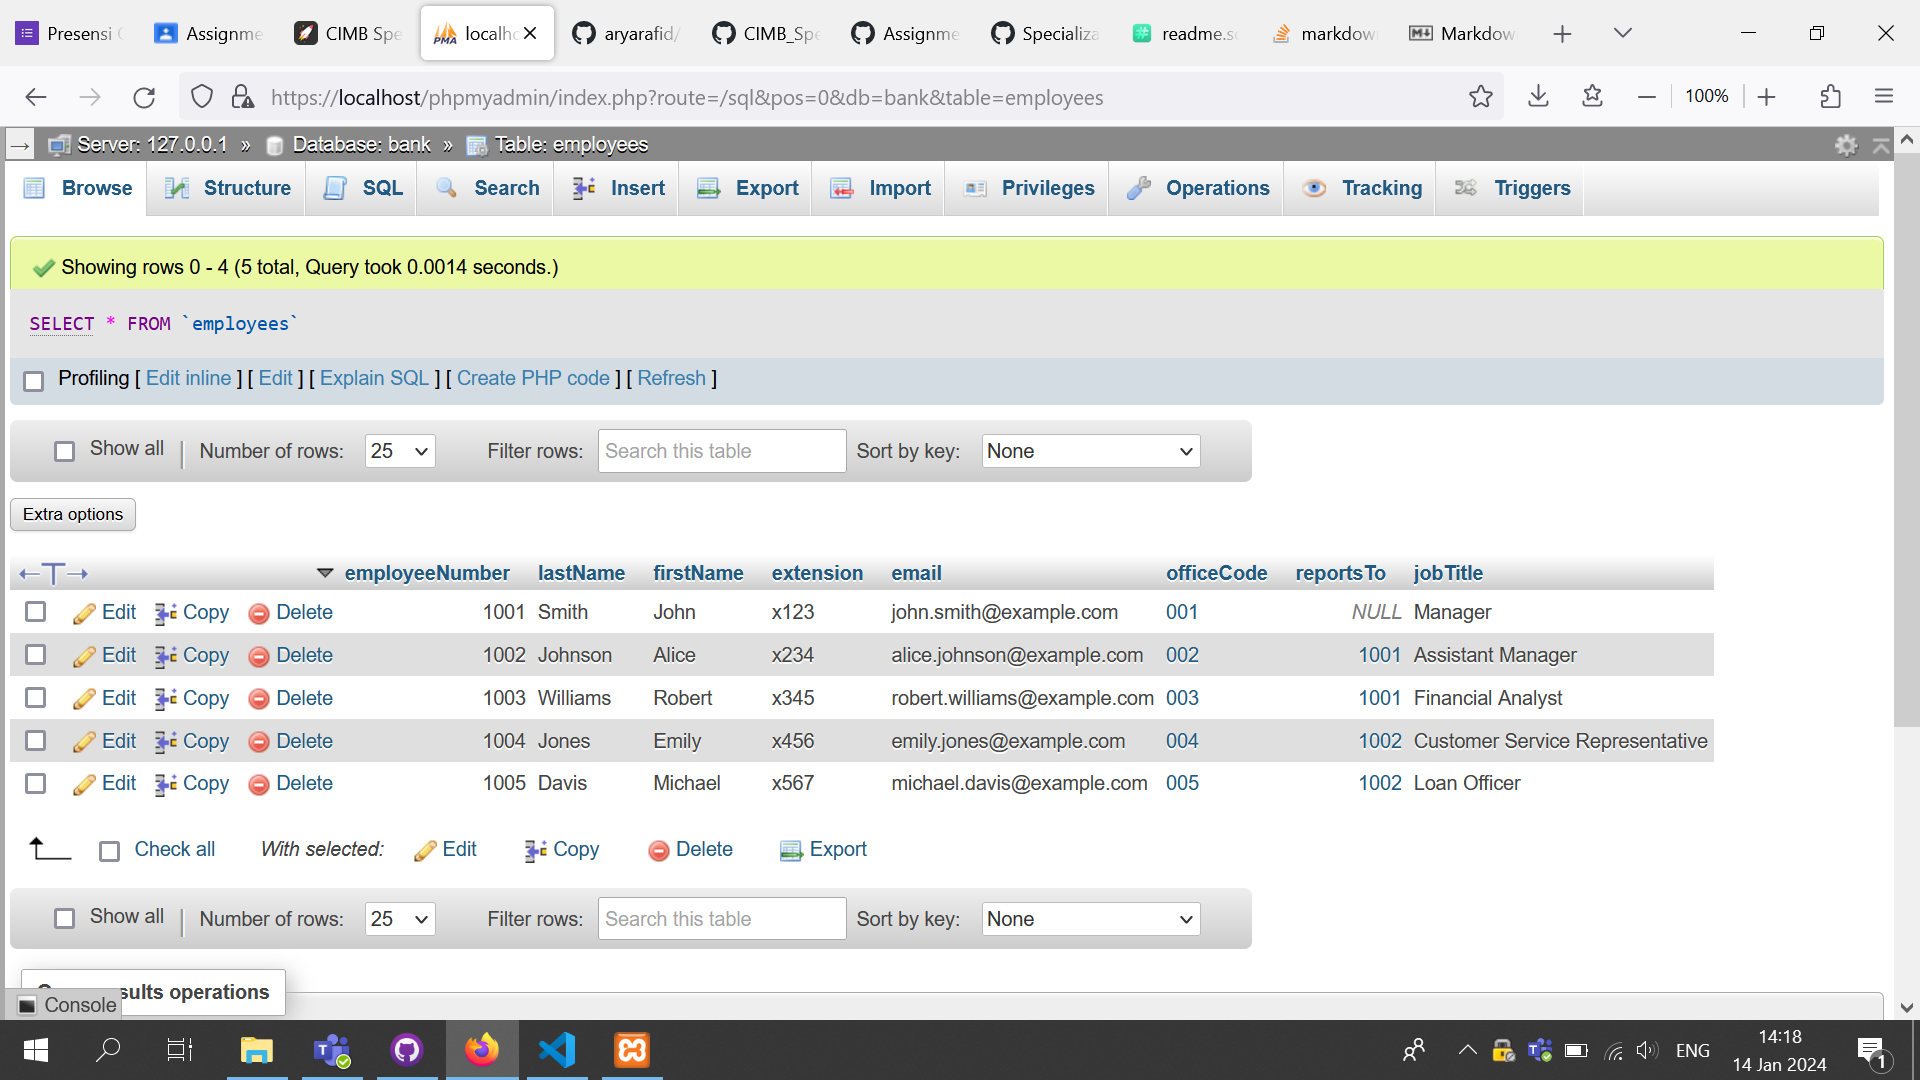 Presensi
Assignme
CIMB Spe
localhc
aryarafid/
CIMB_Spe
Assignme
Specializa
readme.so
markdow
Markdow
https://localhost/phpmyadmin/index.php?route=/sql&pos=0&db=bank&table=employees
100%
Server: 127.0.0.1 » Database: bank » Table: employees
Browse Structure SQL Search Insert Export Import Privileges Operations Tracking Triggers
Showing rows 0 - 4 (5 total, Query took 0.0014 seconds.)
SELECT * FROM `employees`
Profiling [ Edit inline ] [ Edit ] [ Explain SQL ] [ Create PHP code ] [ Refresh ]
Show all | Number of rows: 25 Filter rows: Search this table Sort by key: None
Extra options
←T→ employeeNumber lastName firstName extension email officeCode reportsTo jobTitle
Edit Copy Delete 1001 Smith John x123 john.smith@example.com 001 NULL Manager
Edit Copy Delete 1002 Johnson Alice x234 alice.johnson@example.com 002 1001 Assistant Manager
Edit Copy Delete 1003 Williams Robert x345 robert.williams@example.com 003 1001 Financial Analyst
Edit Copy Delete 1004 Jones Emily x456 emily.jones@example.com 004 1002 Customer Service Representative
Edit Copy Delete 1005 Davis Michael x567 michael.davis@example.com 005 1002 Loan Officer
Check all With selected: Edit Copy Delete Export
Show all | Number of rows: 25 Filter rows: Search this table Sort by key: None
sults operations
Console
ENG
14:18
14 Jan 2024
1